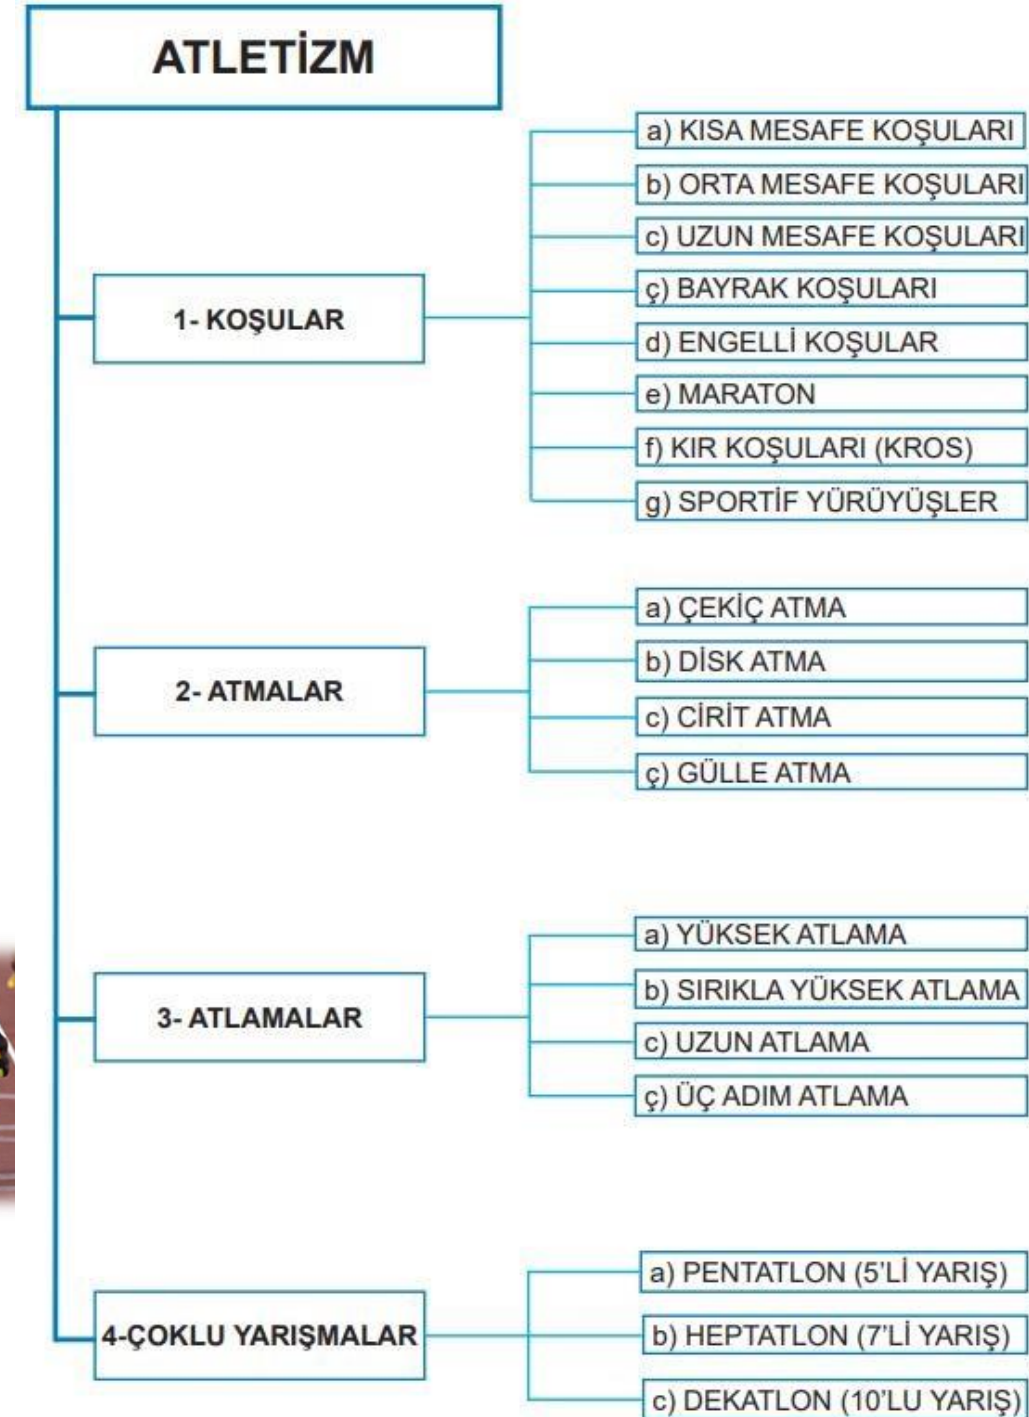 ATLETİZM
1- KOŞULAR
a) KISA MESAFE KOŞULARI
b) ORTA MESAFE KOŞULARI
c) UZUN MESAFE KOŞULARI
ç) BAYRAK KOŞULARI
d) ENGELLİ KOŞULAR
e) MARATON
f) KIR KOŞULARI (KROS)
g) SPORTİF YÜRÜYÜŞLER
2- ATMALAR
a) ÇEKİÇ ATMA
b) DİSK ATMA
c) CİRİT ATMA
ç) GÜLLE ATMA
3- ATLAMALAR
a) YÜKSEK ATLAMA
b) SIRIKLA YÜKSEK ATLAMA
c) UZUN ATLAMA
ç) ÜÇ ADIM ATLAMA
4-ÇOKLU YARIŞMALAR
a) PENTATLON (5'Lİ YARIŞ)
b) HEPTATLON (7'Lİ YARIŞ)
c) DEKATLON (10'LU YARIŞ)